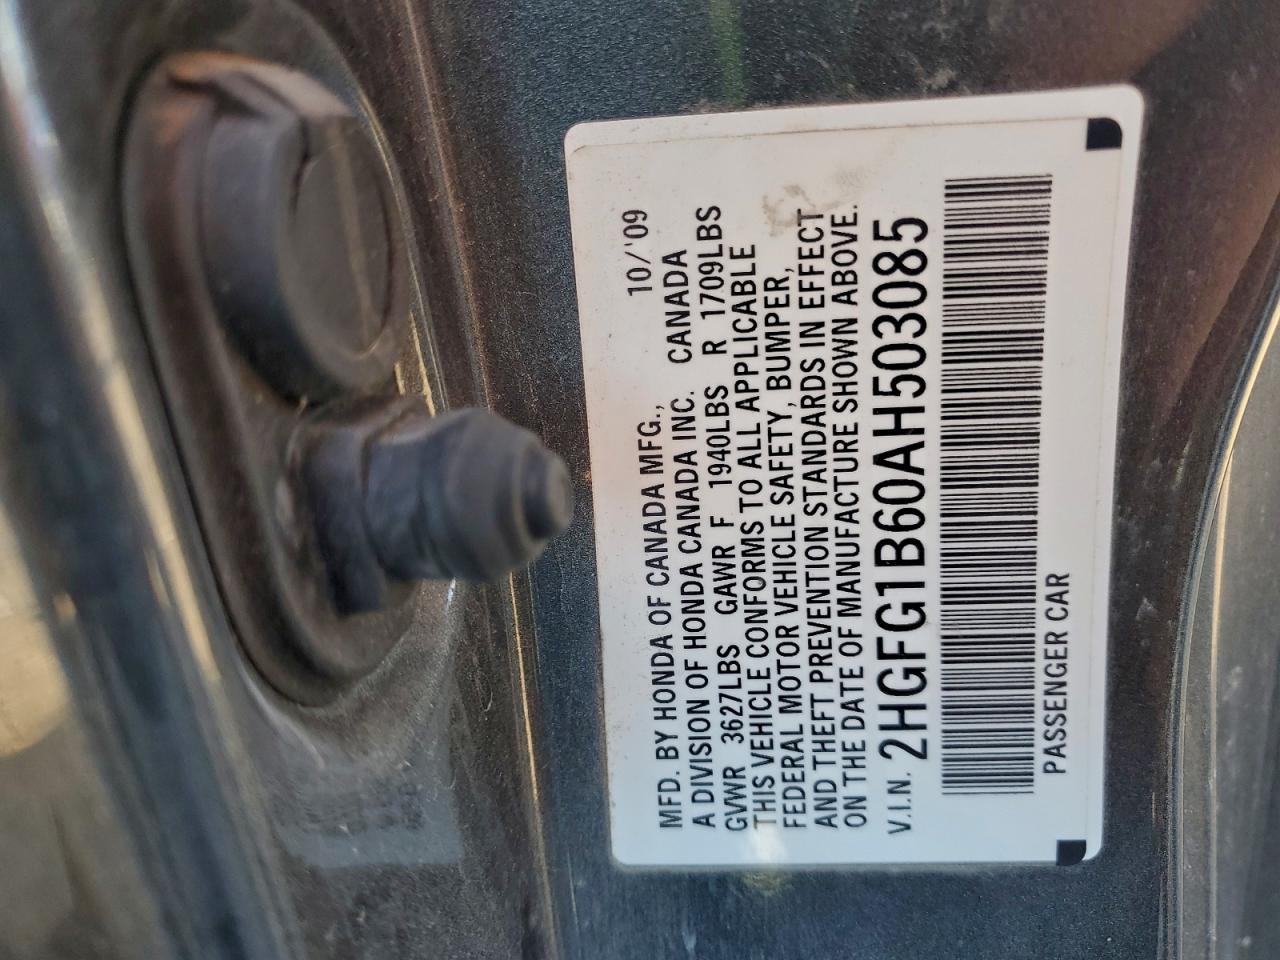 10/'09
MFD. BY HONDA OF CANADA MFG.,
A DIVISION OF HONDA CANADA INC. CANADA
GVWR 3627LBS GAWR F 1940LBS R 1709LBS
THIS VEHICLE CONFORMS TO ALL APPLICABLE
FEDERAL MOTOR VEHICLE SAFETY, BUMPER,
AND THEFT PREVENTION STANDARDS IN EFFECT
ON THE DATE OF MANUFACTURE SHOWN ABOVE.
V.I.N. 2HGFG1B60AH503085
PASSENGER CAR